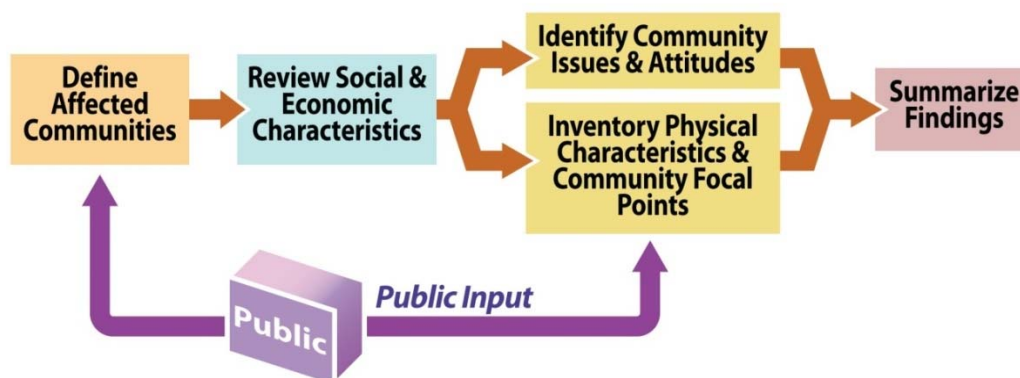 Define
Affected
Communities
Review Social &
Economic
Characteristics
Identify Community
Issues & Attitudes
Inventory Physical
Characteristics &
Community Focal
Points
Summarize
Findings
Public
Public Input